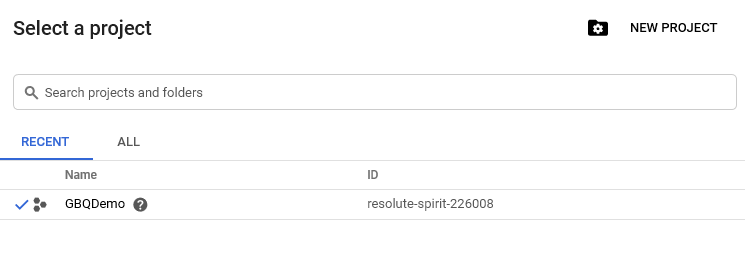 Select a project
NEW PROJECT
Search projects and folders
RECENT ALL
Name ID
GBQDemo ? resolute-spirit-226008